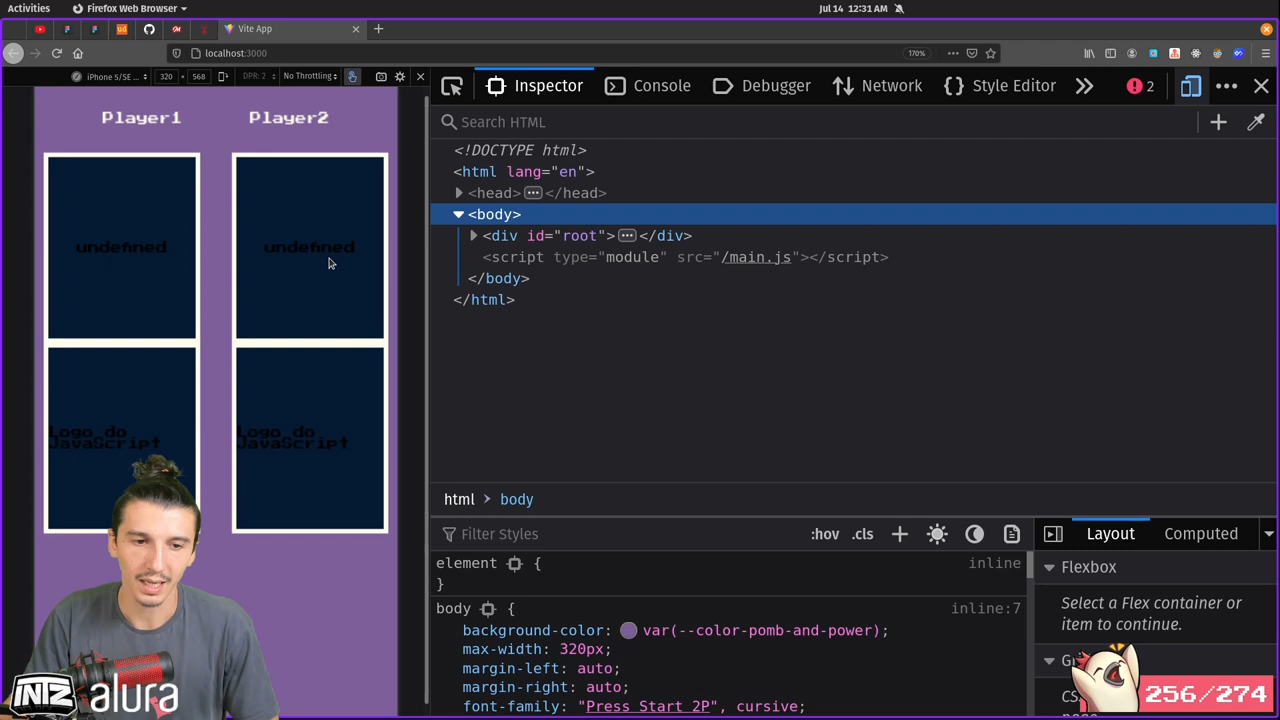 Activities
Firefox Web Browser
Jul 14 12:31 AM
Vite App
localhost:3000
170%
iPhone 5/SE ...
320
568
DPR: 2
No Throttling
Inspector
Console
Debugger
Network
Style Editor
2
Player1
Player2
Search HTML
<!DOCTYPE html>
<html lang="en">
<head> ••• </head>
<body>
<div id="root"> ••• </div>
<script type="module" src="/main.js"></script>
</body>
</html>
undefined
undefined
Logo do
JavaScript
Logo do
JavaScript
html
body
Filter Styles
:hov
.cls
Layout
Computed
element {
inline
}
Flexbox
Select a Flex container or
item to continue.
body {
inline:7
background-color: var(--color-pomb-and-power);
max-width: 320px;
margin-left: auto;
margin-right: auto;
font-family: "Press Start 2P", cursive;
INTZ
alura
256/274